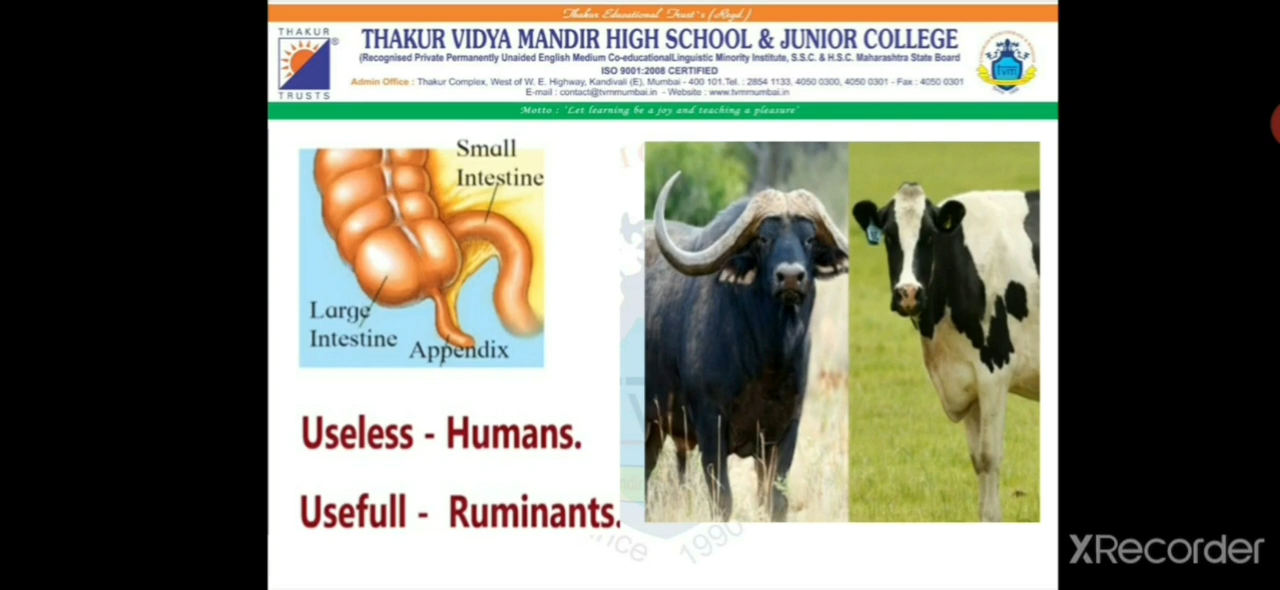 Thakur Educational Trust's (Regd.)
THAKUR
TRUSTS
®
THAKUR VIDYA MANDIR HIGH SCHOOL & JUNIOR COLLEGE
(Recognised Private Permanently Unaided English Medium Co-educationalLinguistic Minority Institute, S.S.C. & H.S.C. Maharashtra State Board
ISO 9001:2008 CERTIFIED
Admin Office : Thakur Complex, West of W. E. Highway, Kandivali (E), Mumbai - 400 101.Tel. : 2854 1133, 4050 0300, 4050 0301 - Fax : 4050 0301
E-mail : contact@tvmmumbai.in - Website : www.tvmmumbai.in
tvm
Motto : "Let learning be a joy and teaching a pleasure"
Small
Intestine
Large
Intestine
Appendix
Useless - Humans.
Usefull - Ruminants.
nce 1990
XRecorder